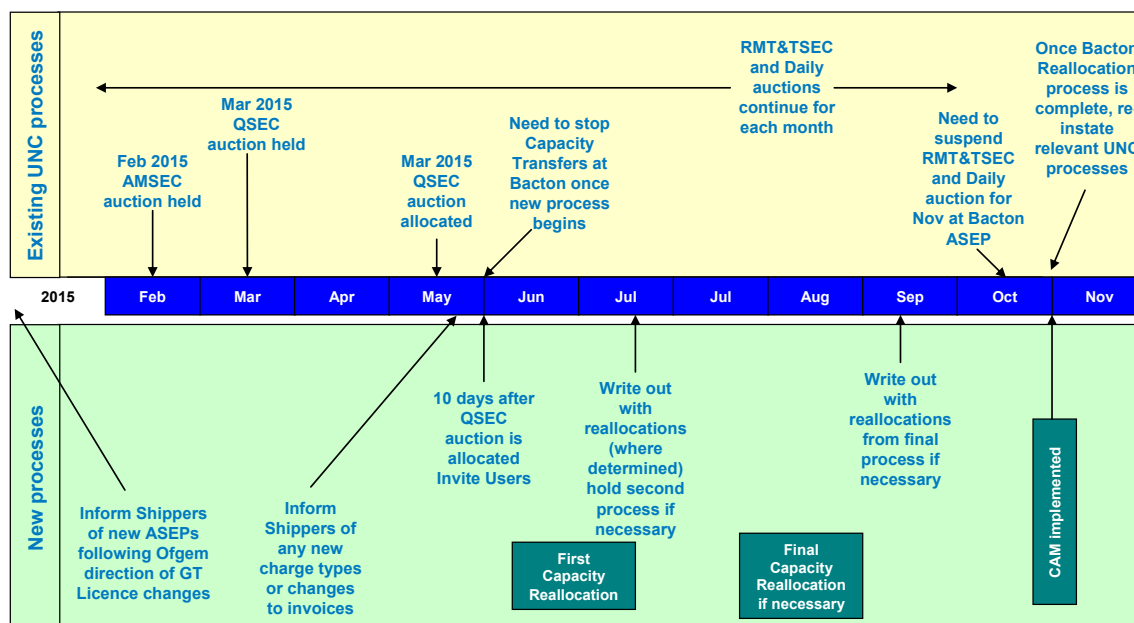 Existing UNC processes
RMT&TSEC
and Daily
auctions
continue for
each month
Once Bacton
Reallocation
process is
complete, re
instate
relevant UNC
processes
Mar 2015
QSEC
auction held
Feb 2015
AMSEC
auction held
Mar 2015
QSEC
auction
allocated
Need to stop
Capacity
Transfers at
Bacton once
new process
begins
Need to
suspend
RMT&TSEC
and Daily
auction for
Nov at Bacton
ASEP
2015 Feb Mar Apr May Jun Jul Jul Aug Sep Oct Nov
New processes
Inform Shippers
of new ASEPs
following Ofgem
direction of GT
Licence changes
Inform
Shippers of
any new
charge types
or changes
to invoices
10 days after
QSEC
auction is
allocated
Invite Users
Write out
with
reallocations
(where
determined)
hold second
process if
necessary
Write out
with
reallocations
from final
process if
necessary
First
Capacity
Reallocation
Final
Capacity
Reallocation
if necessary
CAM implemented